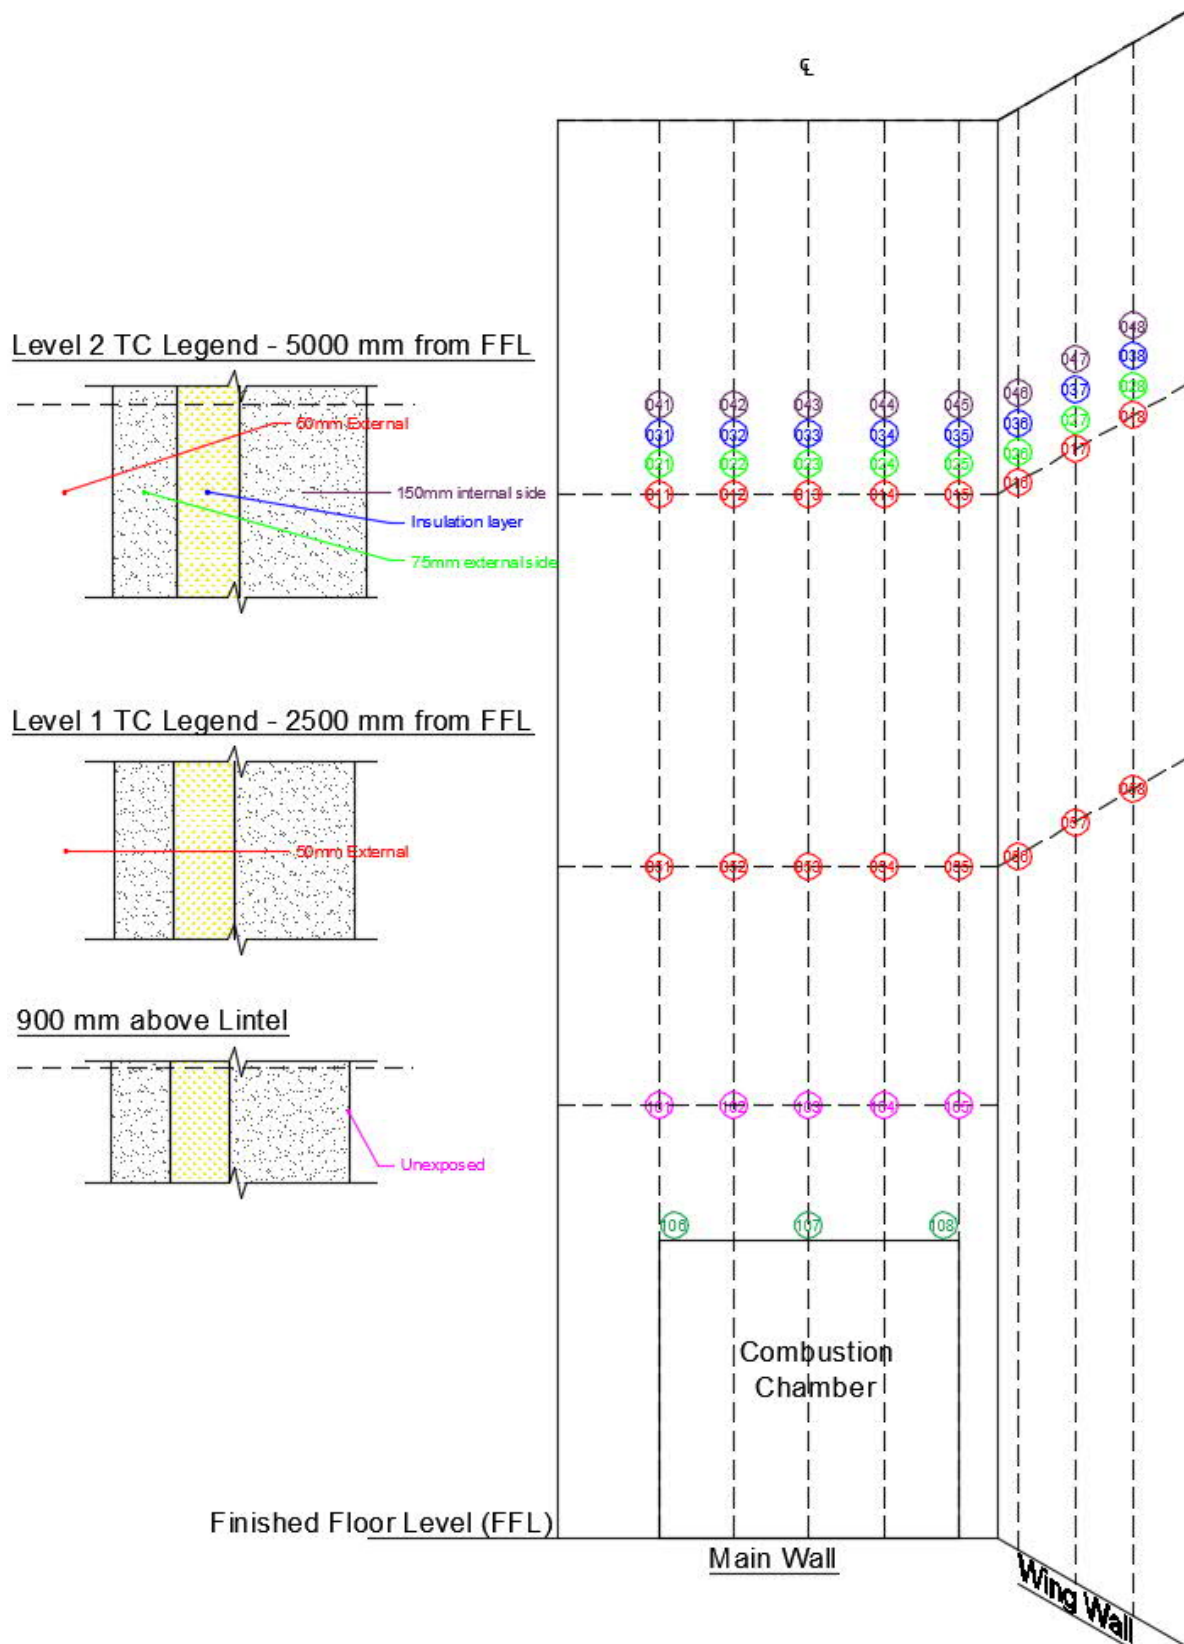 ℄
Level 2 TC Legend - 5000 mm from FFL
50mm External
150mm internal side
Insulation layer
75mm external side
048
038
028
018
047
037
027
017
046
036
026
016
041 042 043 044 045
031 032 033 034 035
021 022 023 024 025
011 012 013 014 015
Level 1 TC Legend - 2500 mm from FFL
50mm External
058
057
056
051 052 053 054 055
900 mm above Lintel
Unexposed
101 102 103 104 105
106 107 108
Combustion
Chamber
Finished Floor Level (FFL)
Main Wall
Wing Wall